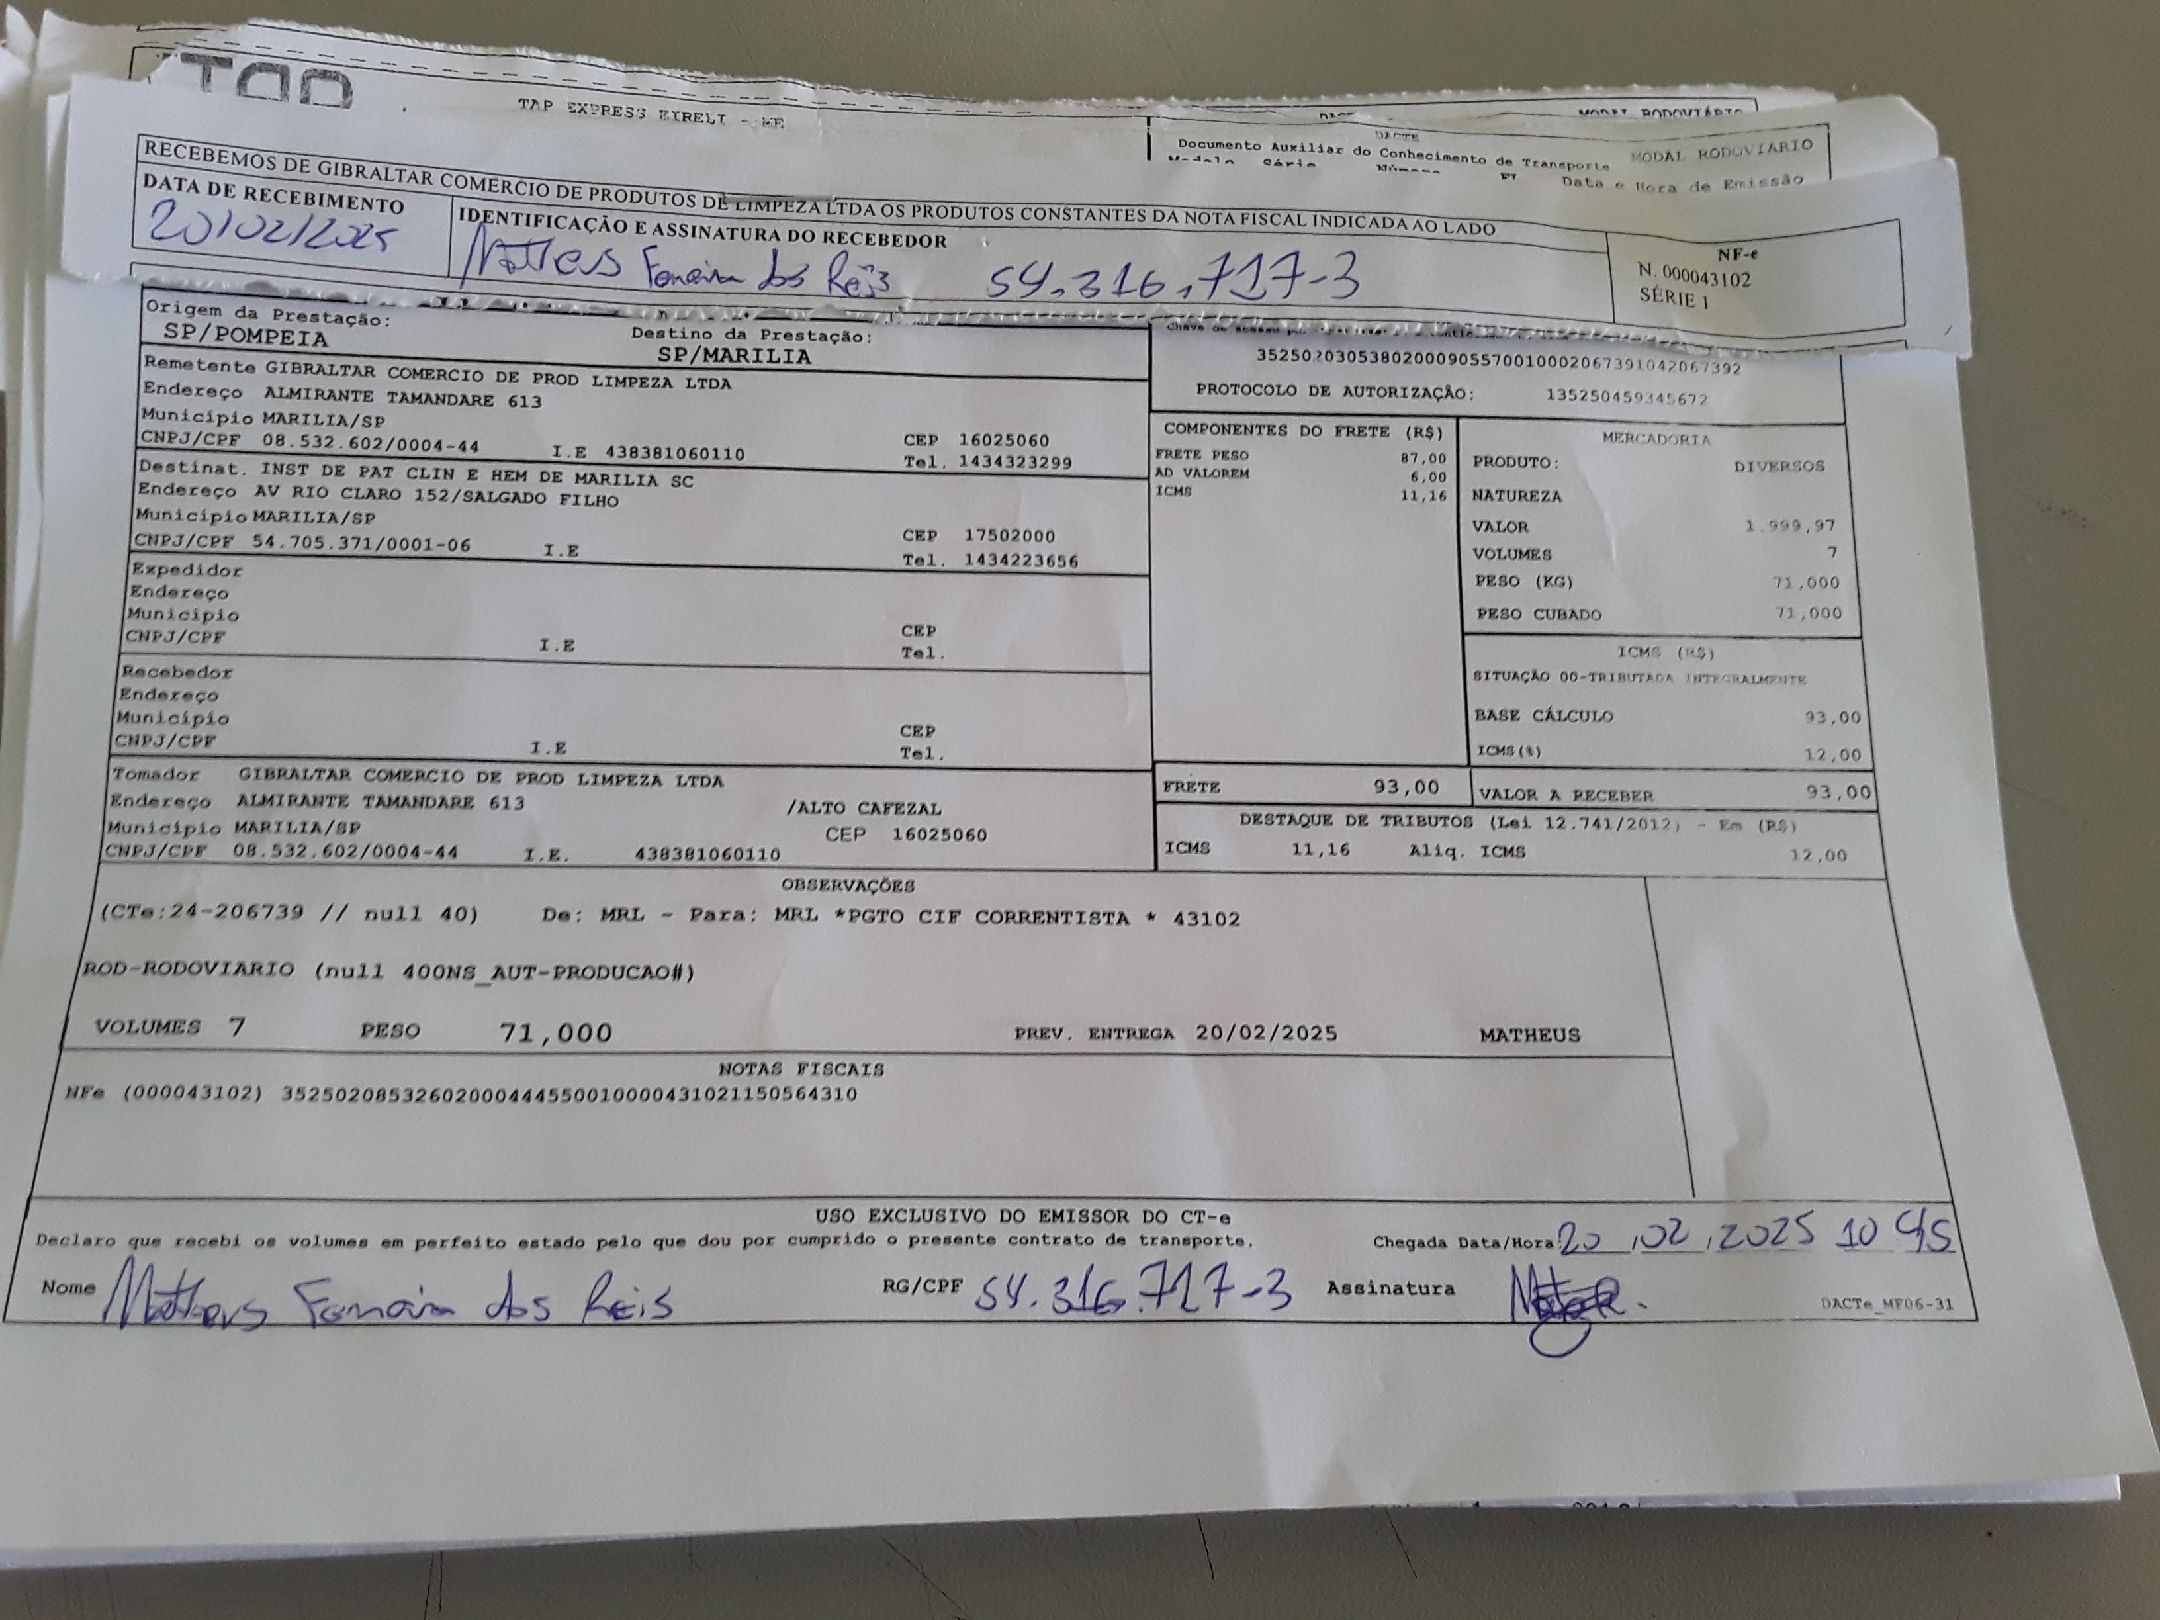 TAP
TAP EXPRESS EIRELI - ME
MODAL RODOVIÁRIO
DACTE
Documento Auxiliar do Conhecimento de Transporte
MODAL RODOVIARIO
Modelo Série Número Fl Data e Hora de Emissão
RECEBEMOS DE GIBRALTAR COMERCIO DE PRODUTOS DE LIMPEZA LTDA OS PRODUTOS CONSTANTES DA NOTA FISCAL INDICADA AO LADO
DATA DE RECEBIMENTO
20/02/2025
IDENTIFICAÇÃO E ASSINATURA DO RECEBEDOR
Matheus Ferreira dos Reis 54.316.717-3
NF-e
N. 000043102
SÉRIE 1
Origem da Prestação:
SP/POMPEIA
Destino da Prestação:
SP/MARILIA
35250203053802000905570010002067391042067392
PROTOCOLO DE AUTORIZAÇÃO: 135250459345672
Remetente GIBRALTAR COMERCIO DE PROD LIMPEZA LTDA
Endereço ALMIRANTE TAMANDARE 613
Município MARILIA/SP
CEP 16025060
CNPJ/CPF 08.532.602/0004-44 I.E 438381060110
Tel. 1434323299
Destinat. INST DE PAT CLIN E HEM DE MARILIA SC
Endereço AV RIO CLARO 152/SALGADO FILHO
Município MARILIA/SP
CEP 17502000
CNPJ/CPF 54.705.371/0001-06 I.E
Tel. 1434223656
Expedidor
Endereço
Município
CEP
CNPJ/CPF I.E
Tel.
Recebedor
Endereço
Município
CEP
CNPJ/CPF I.E
Tel.
Tomador GIBRALTAR COMERCIO DE PROD LIMPEZA LTDA
Endereço ALMIRANTE TAMANDARE 613 /ALTO CAFEZAL
Município MARILIA/SP CEP 16025060
CNPJ/CPF 08.532.602/0004-44 I.E. 438381060110
COMPONENTES DO FRETE (R$)
FRETE PESO 87,00
AD VALOREM 6,00
ICMS 11,16
MERCADORIA
PRODUTO: DIVERSOS
NATUREZA
VALOR 1.999,97
VOLUMES 7
PESO (KG) 71,000
PESO CUBADO 71,000
ICMS (R$)
SITUAÇÃO 00-TRIBUTADA INTEGRALMENTE
BASE CÁLCULO 93,00
ICMS(%) 12,00
FRETE 93,00
VALOR A RECEBER 93,00
DESTAQUE DE TRIBUTOS (Lei 12.741/2012) - Em (R$)
ICMS 11,16 Aliq. ICMS 12,00
OBSERVAÇÕES
(CTe:24-206739 // null 40) De: MRL - Para: MRL *PGTO CIF CORRENTISTA * 43102
ROD-RODOVIARIO (null 400NS_AUT-PRODUCAO#)
VOLUMES 7 PESO 71,000 PREV. ENTREGA 20/02/2025 MATHEUS
NOTAS FISCAIS
NFe (000043102) 35250208532602000444550010000431021150564310
USO EXCLUSIVO DO EMISSOR DO CT-e
Declaro que recebi os volumes em perfeito estado pelo que dou por cumprido o presente contrato de transporte.
Chegada Data/Hora 20,02,2025 10 45
Nome Matheus Ferreira dos Reis RG/CPF 54.316.717-3 Assinatura
DACTe_MF06-31